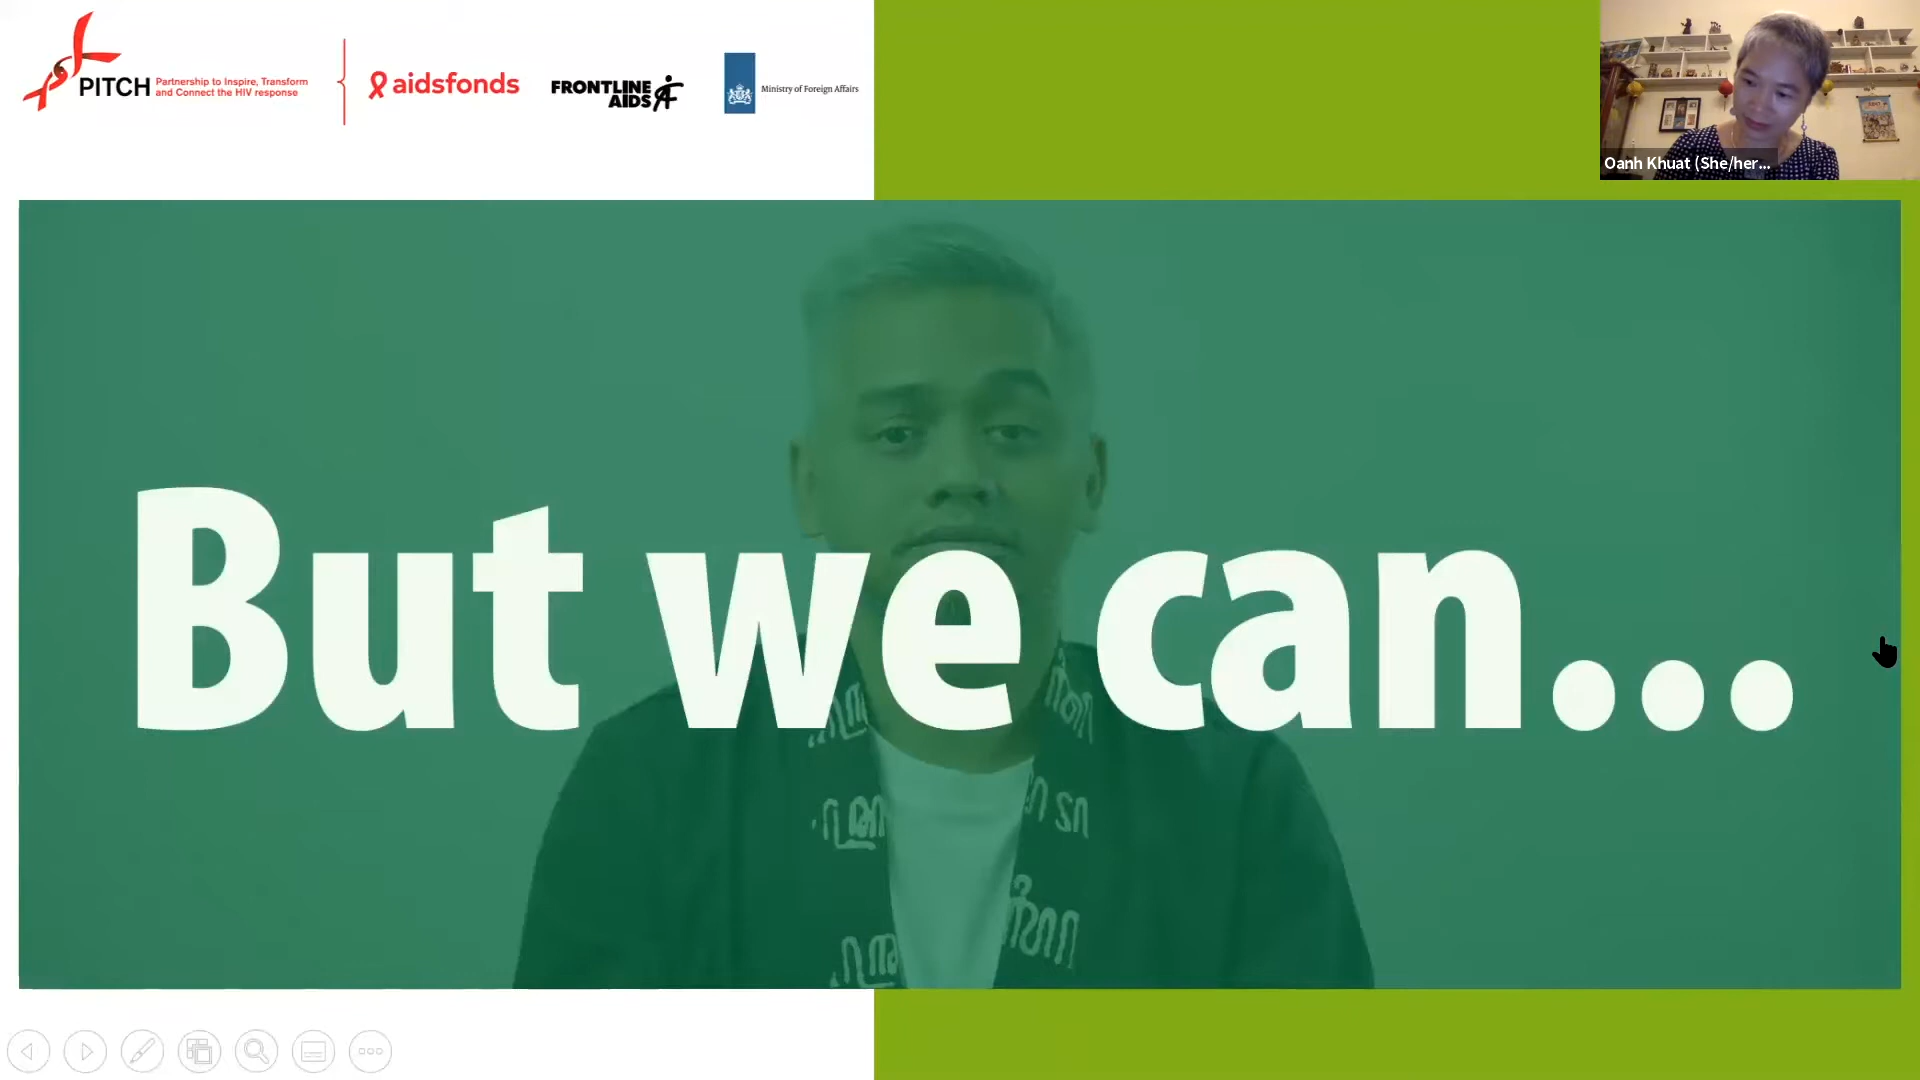 PITCH
Partnership to Inspire, Transform
and Connect the HIV response
aidsfonds
FRONTLINE
AIDS
Ministry of Foreign Affairs
Oanh Khuat (She/her...
But we can...